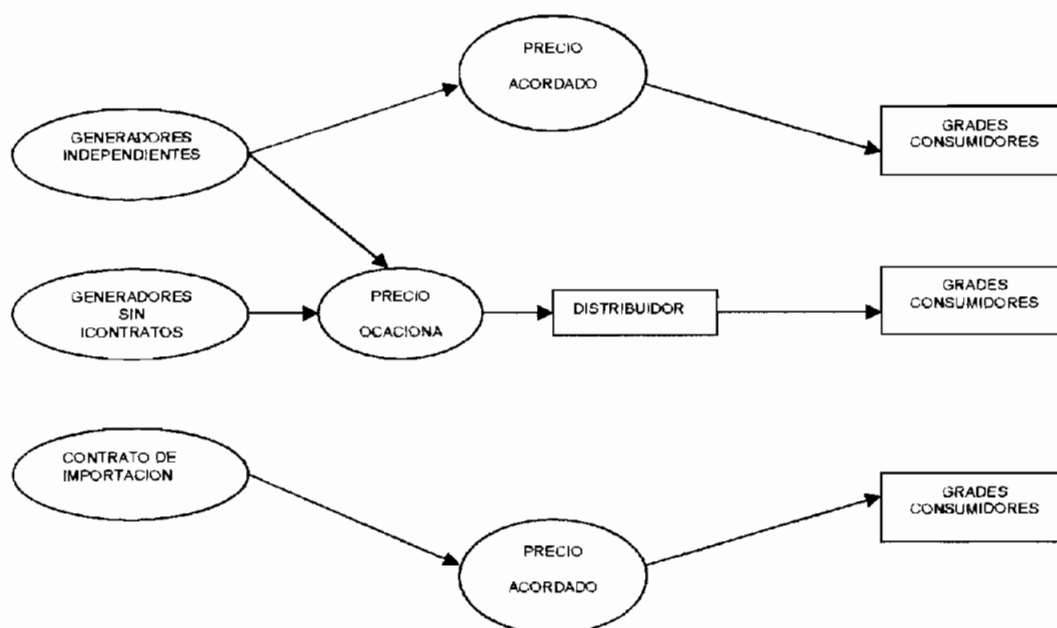 PRECIO
ACORDADO
GENERADORES
INDEPENDIENTES
GRADES
CONSUMIDORES
GENERADORES
SIN
ICONTRATOS
PRECIO
OCACIONA
DISTRIBUIDOR
GRADES
CONSUMIDORES
CONTRATO DE
IMPORTACION
PRECIO
ACORDADO
GRADES
CONSUMIDORES